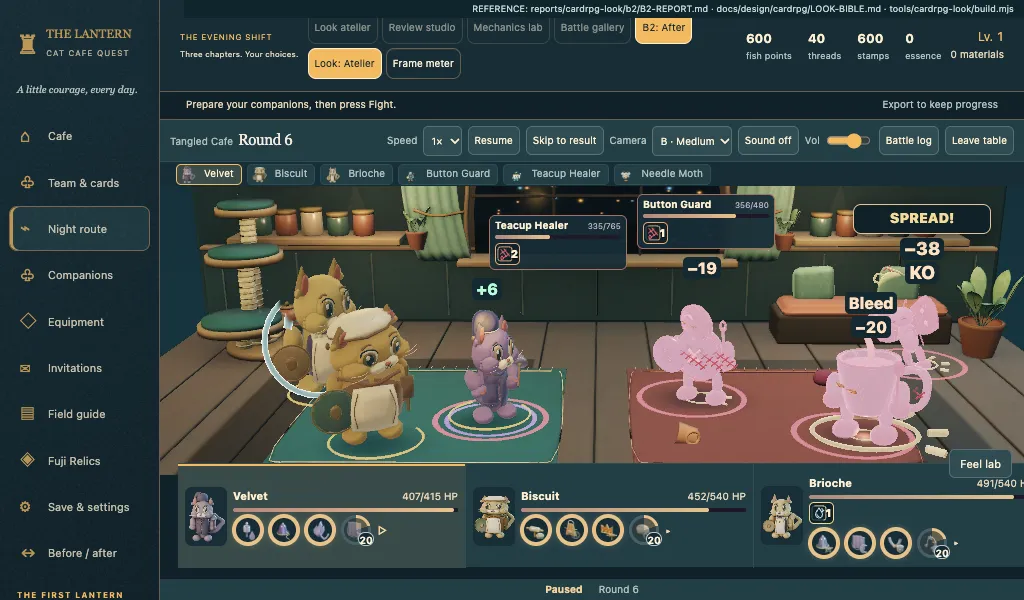 REFERENCE: reports/cardrpg-look/b2/B2-REPORT.md · docs/design/cardrpg/LOOK-BIBLE.md · tools/cardrpg-look/build.mjs
THE LANTERN
CAT CAFE QUEST
A little courage, every day.
Cafe
Team & cards
Night route
Companions
Equipment
Invitations
Field guide
Fuji Relics
Save & settings
Before / after
THE FIRST LANTERN
THE EVENING SHIFT
Three chapters. Your choices.
Look atelier
Review studio
Mechanics lab
Battle gallery
B2: After
Look: Atelier
Frame meter
600 fish points
40 threads
600 stamps
0 essence
Lv. 1
0 materials
Prepare your companions, then press Fight.
Export to keep progress
Tangled Cafe Round 6
Speed 1x Resume Skip to result Camera B · Medium Sound off Vol Battle log Leave table
Velvet Biscuit Brioche Button Guard Teacup Healer Needle Moth
Button Guard 356/480
1
Teacup Healer 335/765
2
SPREAD!
−38
KO
−19
+6
Bleed
−20
Feel lab
Velvet 407/415 HP
20
Biscuit 452/540 HP
20
Brioche 491/540 H
1
20
Paused Round 6